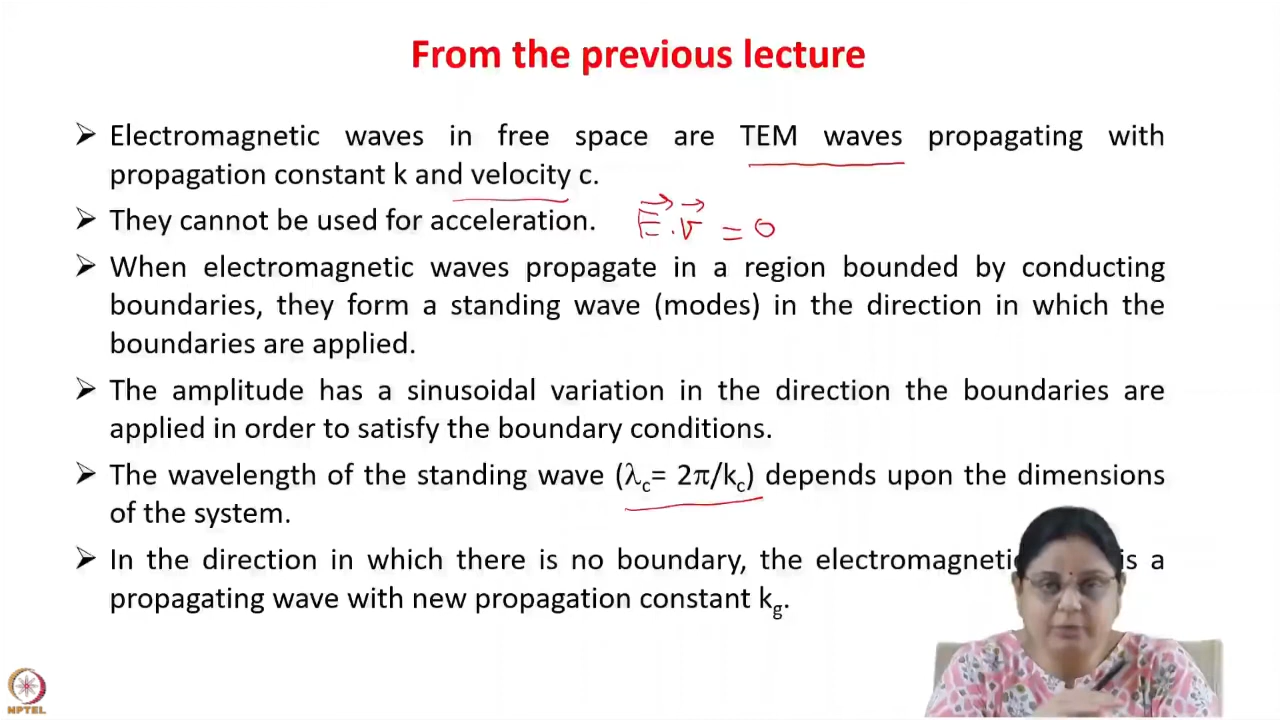 From the previous lecture
➢ Electromagnetic waves in free space are TEM waves propagating with
propagation constant k and velocity c.
➢ They cannot be used for acceleration. E⃗.v⃗ = 0
➢ When electromagnetic waves propagate in a region bounded by conducting
boundaries, they form a standing wave (modes) in the direction in which the
boundaries are applied.
➢ The amplitude has a sinusoidal variation in the direction the boundaries are
applied in order to satisfy the boundary conditions.
➢ The wavelength of the standing wave (λc= 2π/kc) depends upon the dimensions
of the system.
➢ In the direction in which there is no boundary, the electromagnetic is a
propagating wave with new propagation constant kg.
NPTEL